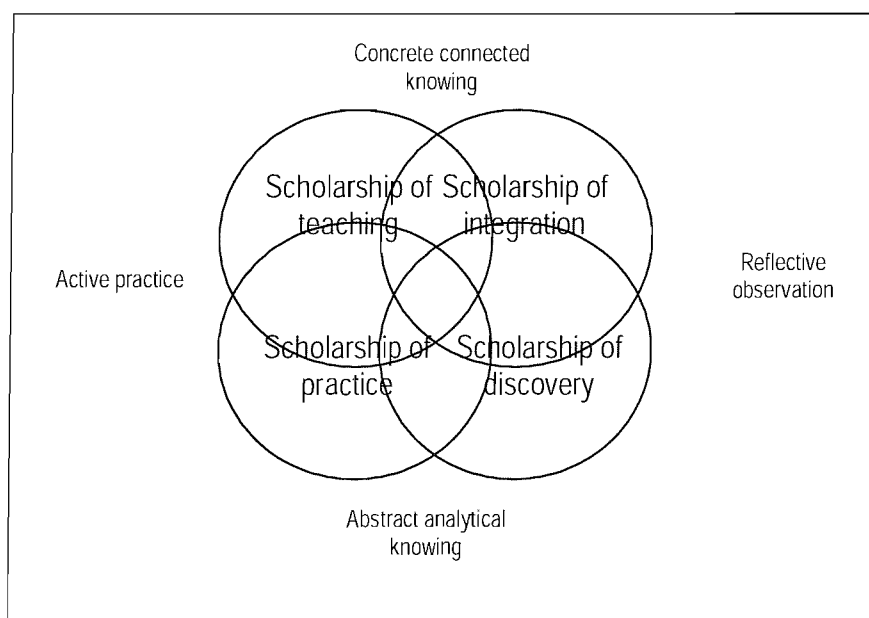 Concrete connected
knowing
Scholarship of
teaching
Scholarship of
integration
Active practice
Reflective
observation
Scholarship of
practice
Scholarship of
discovery
Abstract analytical
knowing